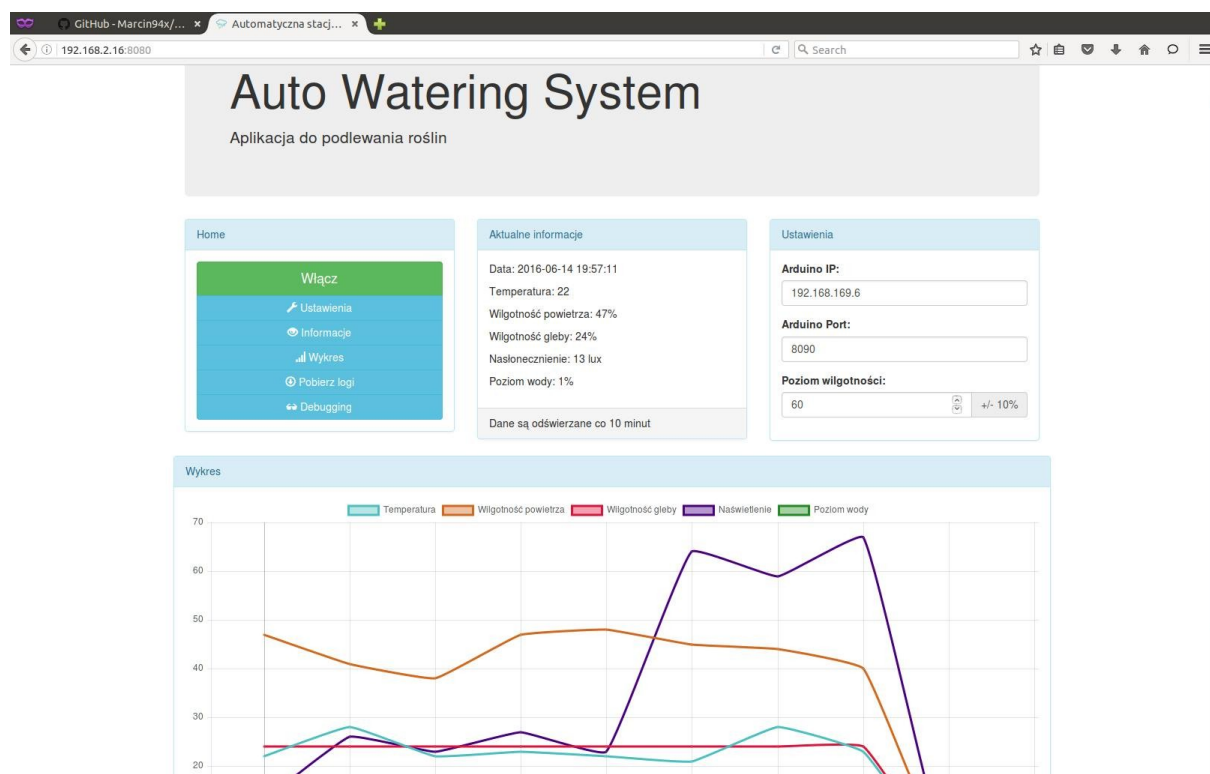 GitHub - Marcin94x/...
Automatyczna stacj...
192.168.2.16:8080
Search
Auto Watering System
Aplikacja do podlewania roślin
Home
Włącz
Ustawienia
Informacje
Wykres
Pobierz logi
Debugging
Aktualne informacje
Data: 2016-06-14 19:57:11
Temperatura: 22
Wilgotność powietrza: 47%
Wilgotność gleby: 24%
Nasłonecznienie: 13 lux
Poziom wody: 1%
Dane są odświerzane co 10 minut
Ustawienia
Arduino IP:
192.168.169.6
Arduino Port:
8090
Poziom wilgotności:
60 +/- 10%
Wykres
Temperatura Wilgotność powietrza Wilgotność gleby Naświetlenie Poziom wody
70
60
50
40
30
20